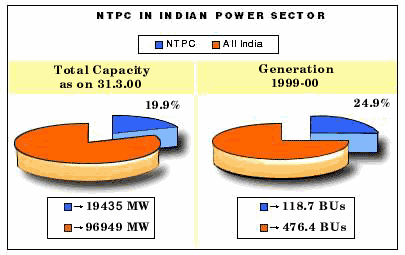 NTPC IN INDIAN POWER SECTOR
NTPC All India
Total Capacity
as on 31.3.00
19.9%
→ 19435 MW
→ 96949 MW
Generation
1999-00
24.9%
→ 118.7 BUs
→ 476.4 BUs